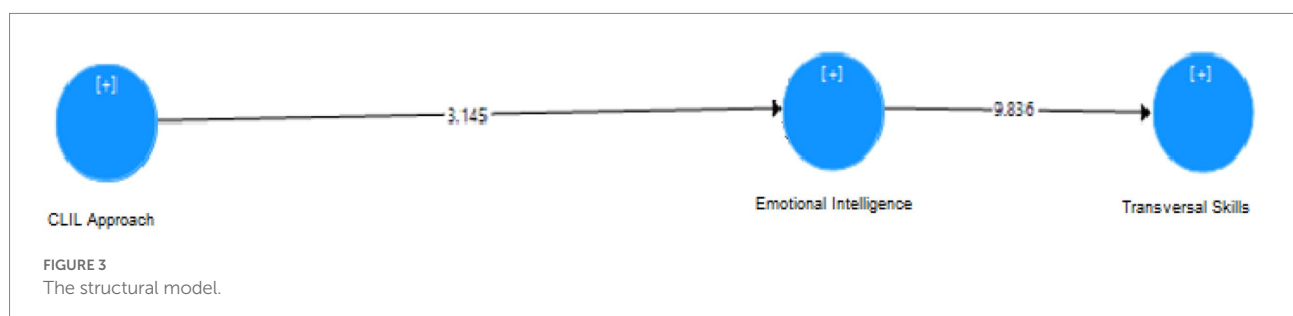 [+]
[+]
[+]
3.145
9.836
CLIL Approach
Emotional Intelligence
Transversal Skills
FIGURE 3
The structural model.